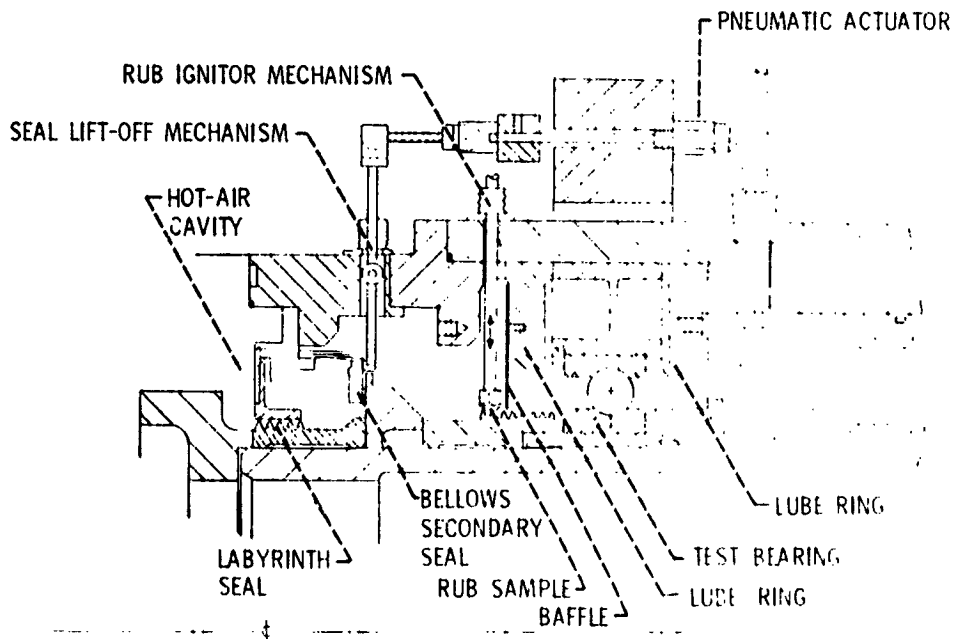 PNEUMATIC ACTUATOR
RUB IGNITOR MECHANISM
SEAL LIFT-OFF MECHANISM
HOT-AIR
CAVITY
BELLOWS
SECONDARY
SEAL
LABYRINTH
SEAL
RUB SAMPLE
BAFFLE
LUBE RING
TEST BEARING
LUBE RING